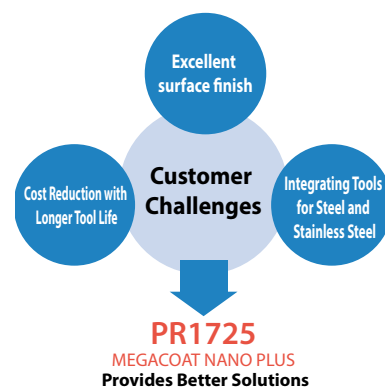 Excellent
surface finish
Cost Reduction with
Longer Tool Life
Customer
Challenges
Integrating Tools
for Steel and
Stainless Steel
PR1725
MEGACOAT NANO PLUS
Provides Better Solutions